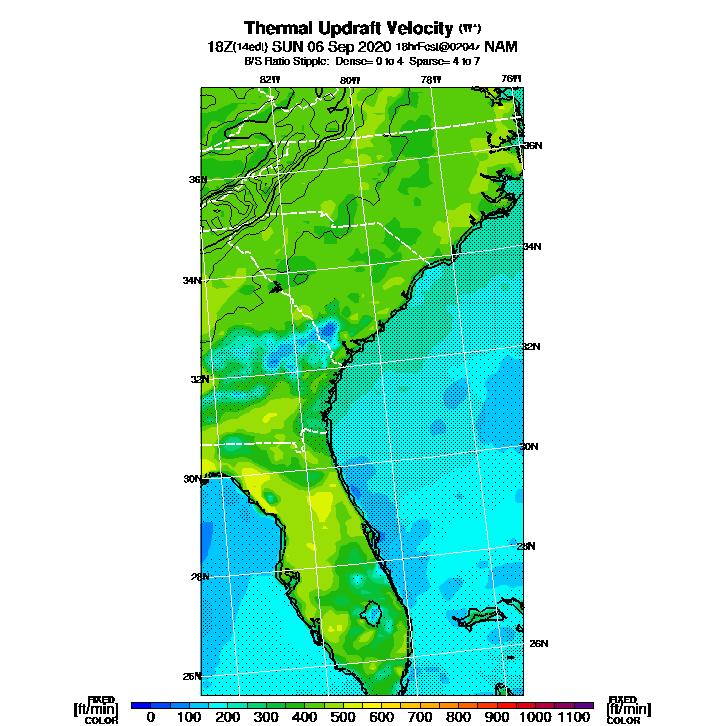 Thermal Updraft Velocity (W*)
18Z(14edt) SUN 06 Sep 2020 NAM
B/S Ratio Stipple: Dense= 0 to 4 Sparse= 4 to 7
82W 80W 78W 76W
36N
36N
34N
34N
32N
32N
30N
30N
28N
28N
26N
26N
FIXED
[ft/min]
COLOR
0 100 200 300 400 500 600 700 800 900 1000 1100
FIXED
[ft/min]
COLOR